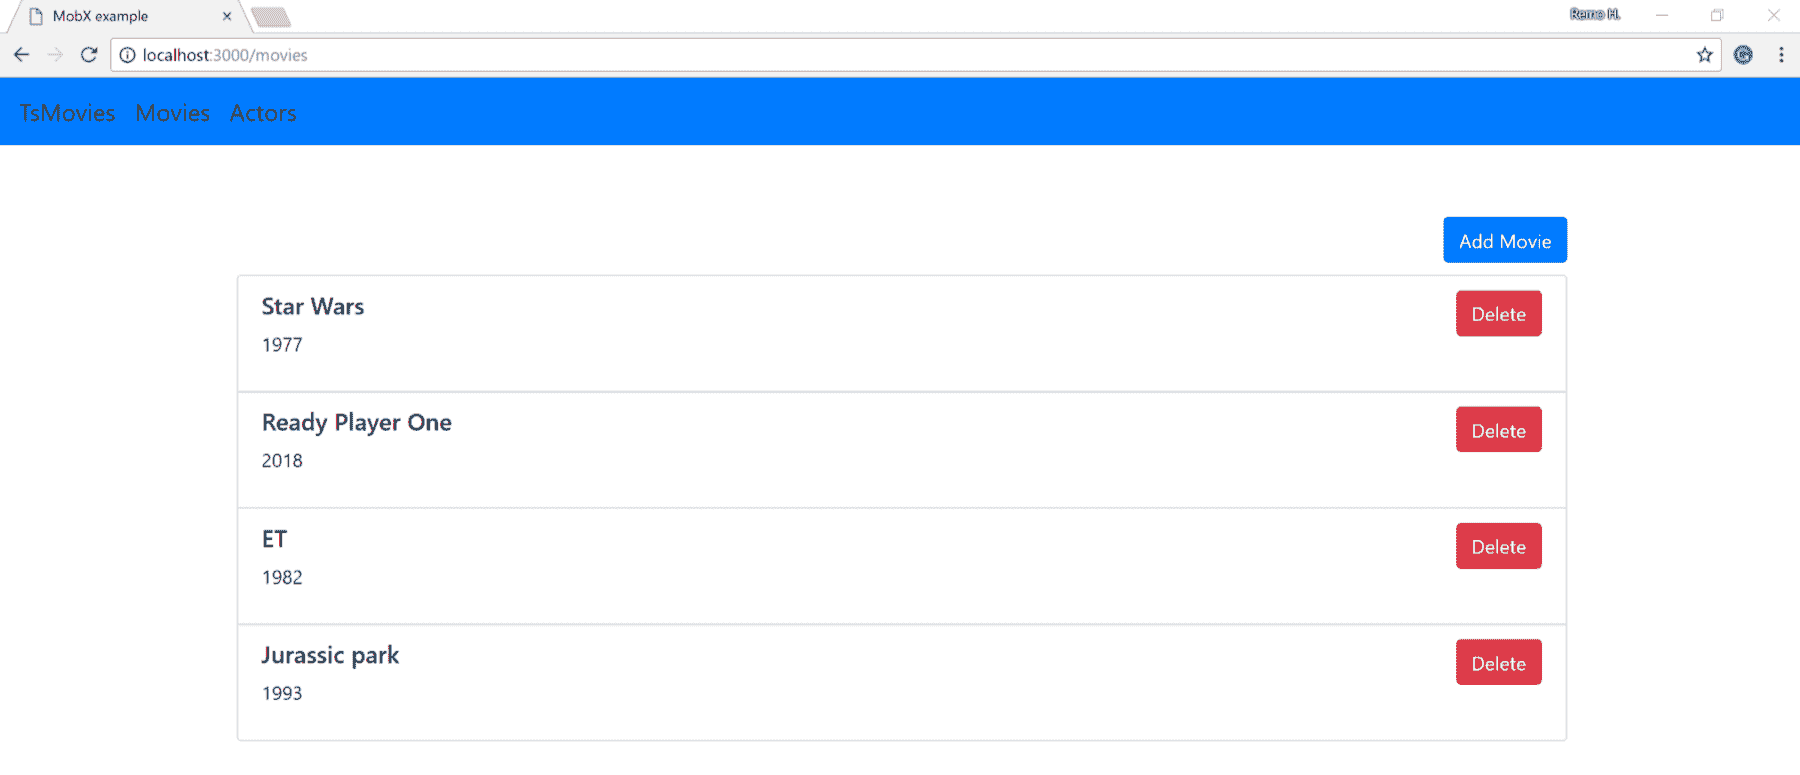 MobX example
Remo H.
localhost:3000/movies
TsMovies Movies Actors
Add Movie
Star Wars
Delete
1977
Ready Player One
Delete
2018
ET
Delete
1982
Jurassic park
Delete
1993